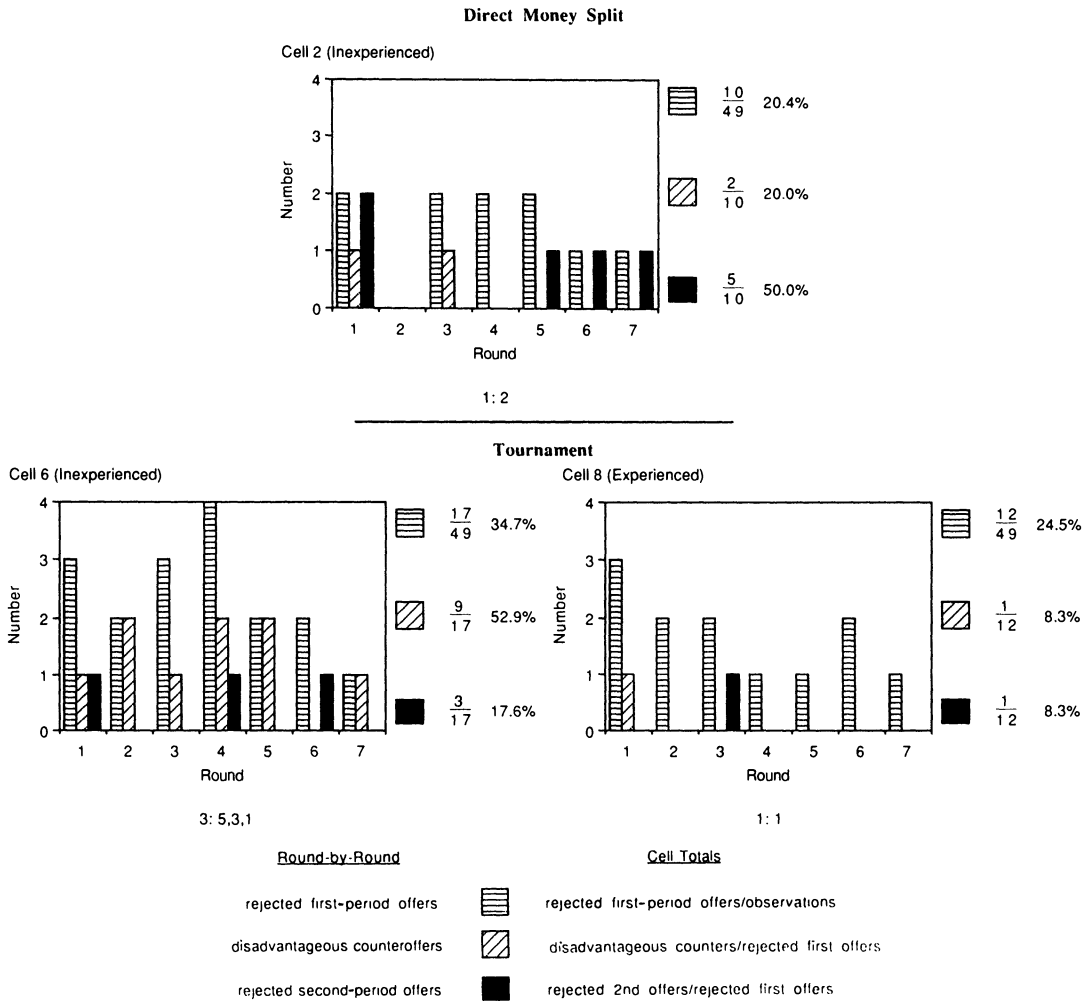 Direct Money Split
Cell 2 (Inexperienced)
4
3
2
1
0
Number
1 2 3 4 5 6 7
Round
10/49 20.4%
2/10 20.0%
5/10 50.0%
1: 2
Tournament
Cell 6 (Inexperienced)
4
3
2
1
0
Number
1 2 3 4 5 6 7
Round
17/49 34.7%
9/17 52.9%
3/17 17.6%
3: 5,3,1
Cell 8 (Experienced)
4
3
2
1
0
Number
1 2 3 4 5 6 7
Round
12/49 24.5%
1/12 8.3%
1/12 8.3%
1: 1
Round-by-Round Cell Totals
rejected first-period offers rejected first-period offers/observations
disadvantageous counteroffers disadvantageous counters/rejected first offers
rejected second-period offers rejected 2nd offers/rejected first offers